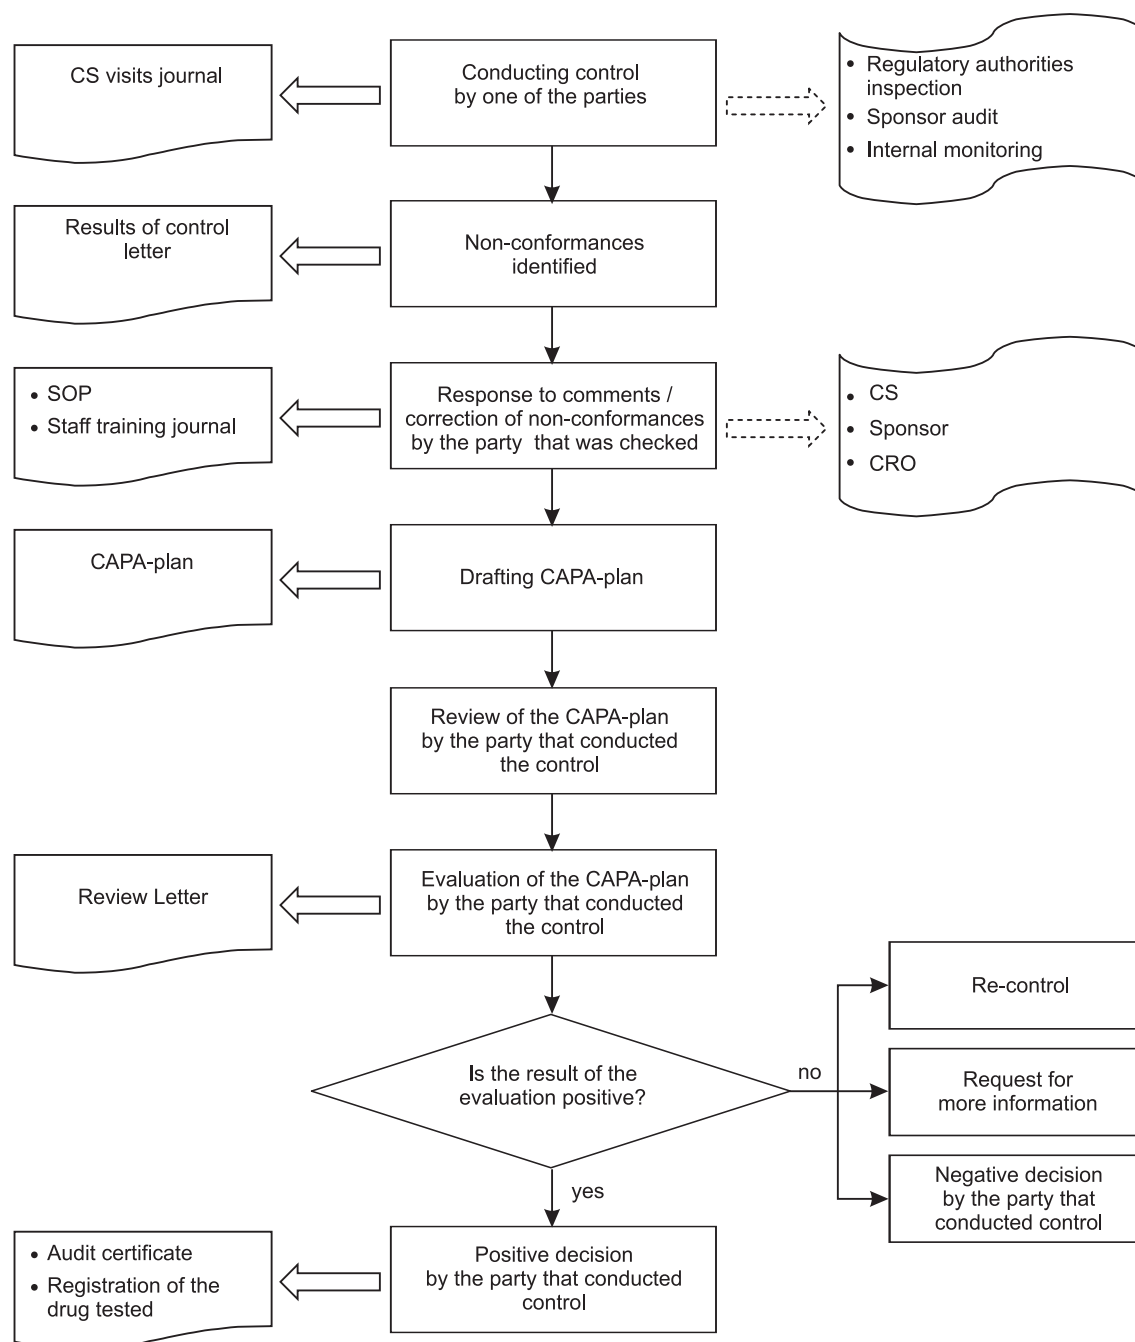 CS visits journal
Conducting control
by one of the parties
• Regulatory authorities
inspection
• Sponsor audit
• Internal monitoring
Results of control
letter
Non-conformances
identified
• SOP
• Staff training journal
Response to comments /
correction of non-conformances
by the party that was checked
• CS
• Sponsor
• CRO
CAPA-plan
Drafting CAPA-plan
Review of the CAPA-plan
by the party that conducted
the control
Review Letter
Evaluation of the CAPA-plan
by the party that conducted
the control
Re-control
Is the result of the
evaluation positive?
no
Request for
more information
yes
Negative decision
by the party that
conducted control
• Audit certificate
• Registration of the
drug tested
Positive decision
by the party that conducted
control